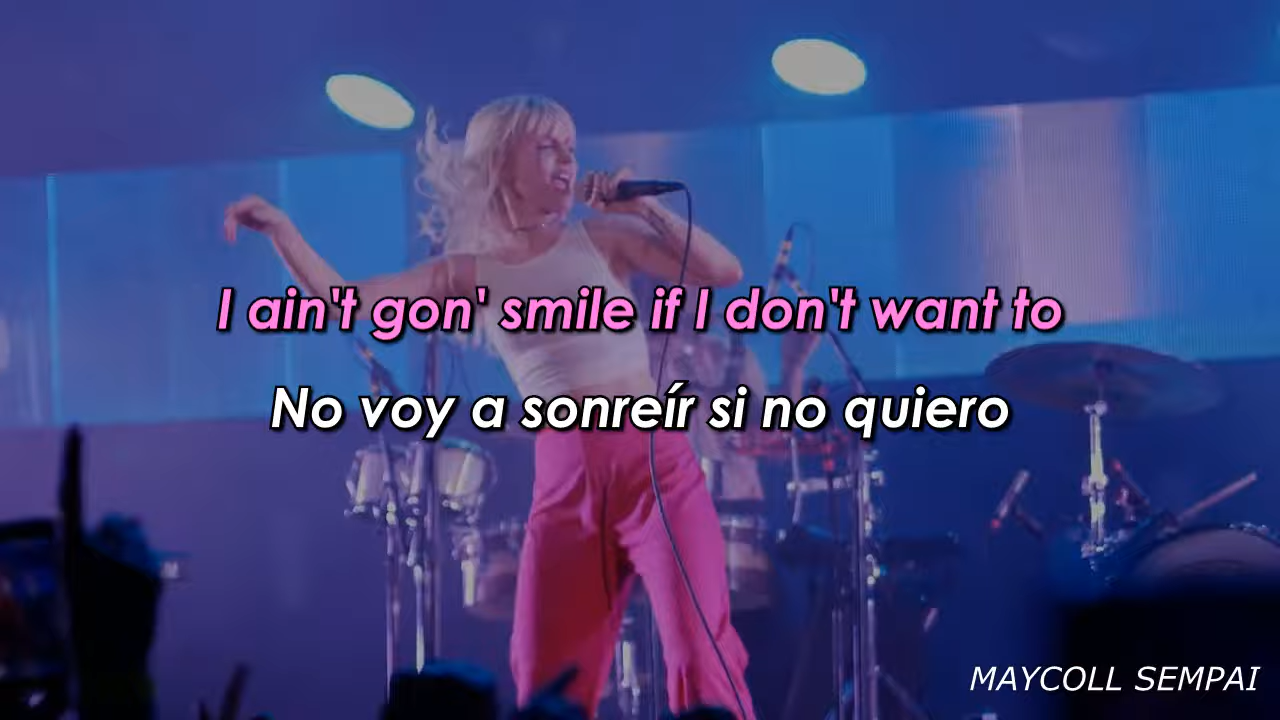 I ain't gon' smile if I don't want to
No voy a sonreír si no quiero
MAYCOLL SEMPAI